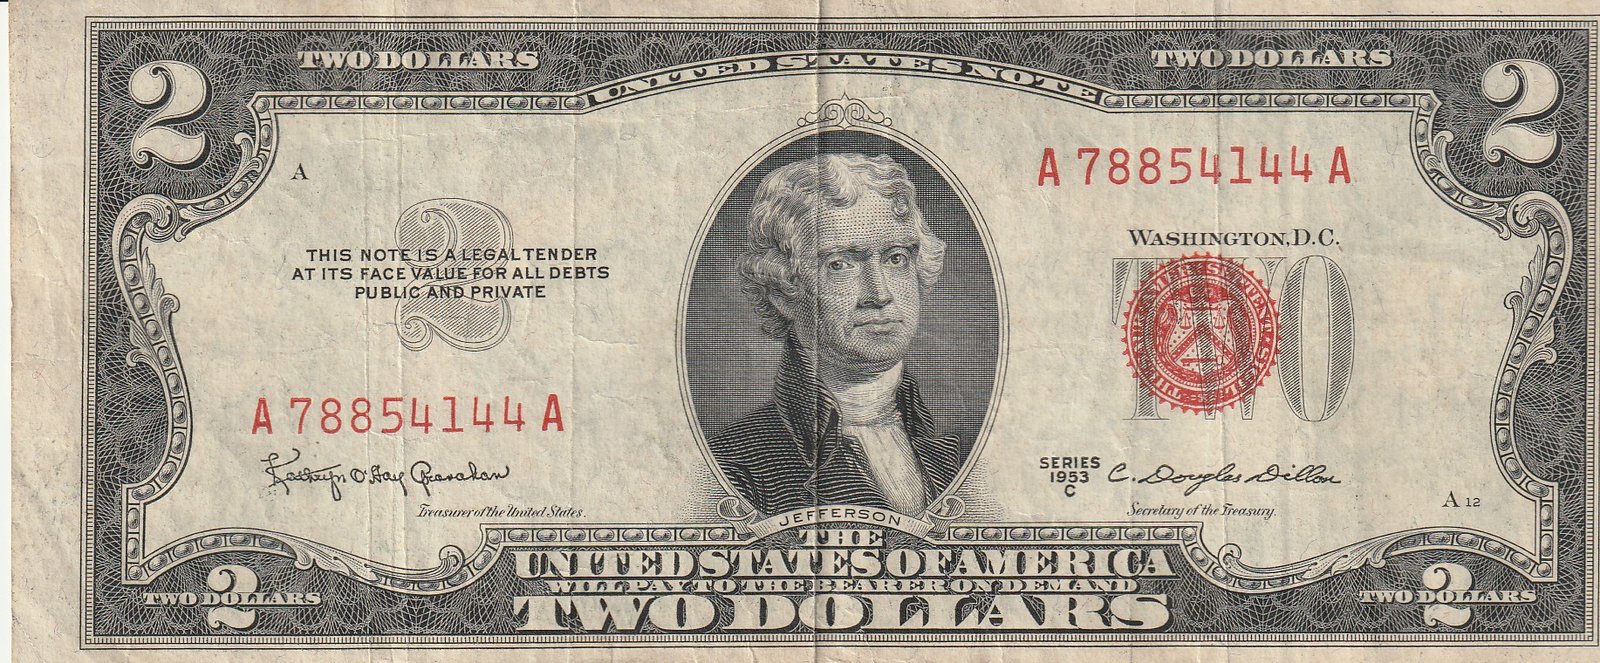 TWO DOLLARS
UNITED STATES NOTE
TWO DOLLARS
2
2
A
A 78854144 A
2
THIS NOTE IS A LEGAL TENDER
AT ITS FACE VALUE FOR ALL DEBTS
PUBLIC AND PRIVATE
WASHINGTON, D.C.
TWO
A 78854144 A
Kathryn O'Hay Granahan
Treasurer of the United States.
SERIES
1953
C
C. Douglas Dillon
Secretary of the Treasury.
A 12
JEFFERSON
THE
UNITED STATES OF AMERICA
WILL PAY TO THE BEARER ON DEMAND
TWO DOLLARS
2
TWO DOLLARS
2
TWO DOLLARS